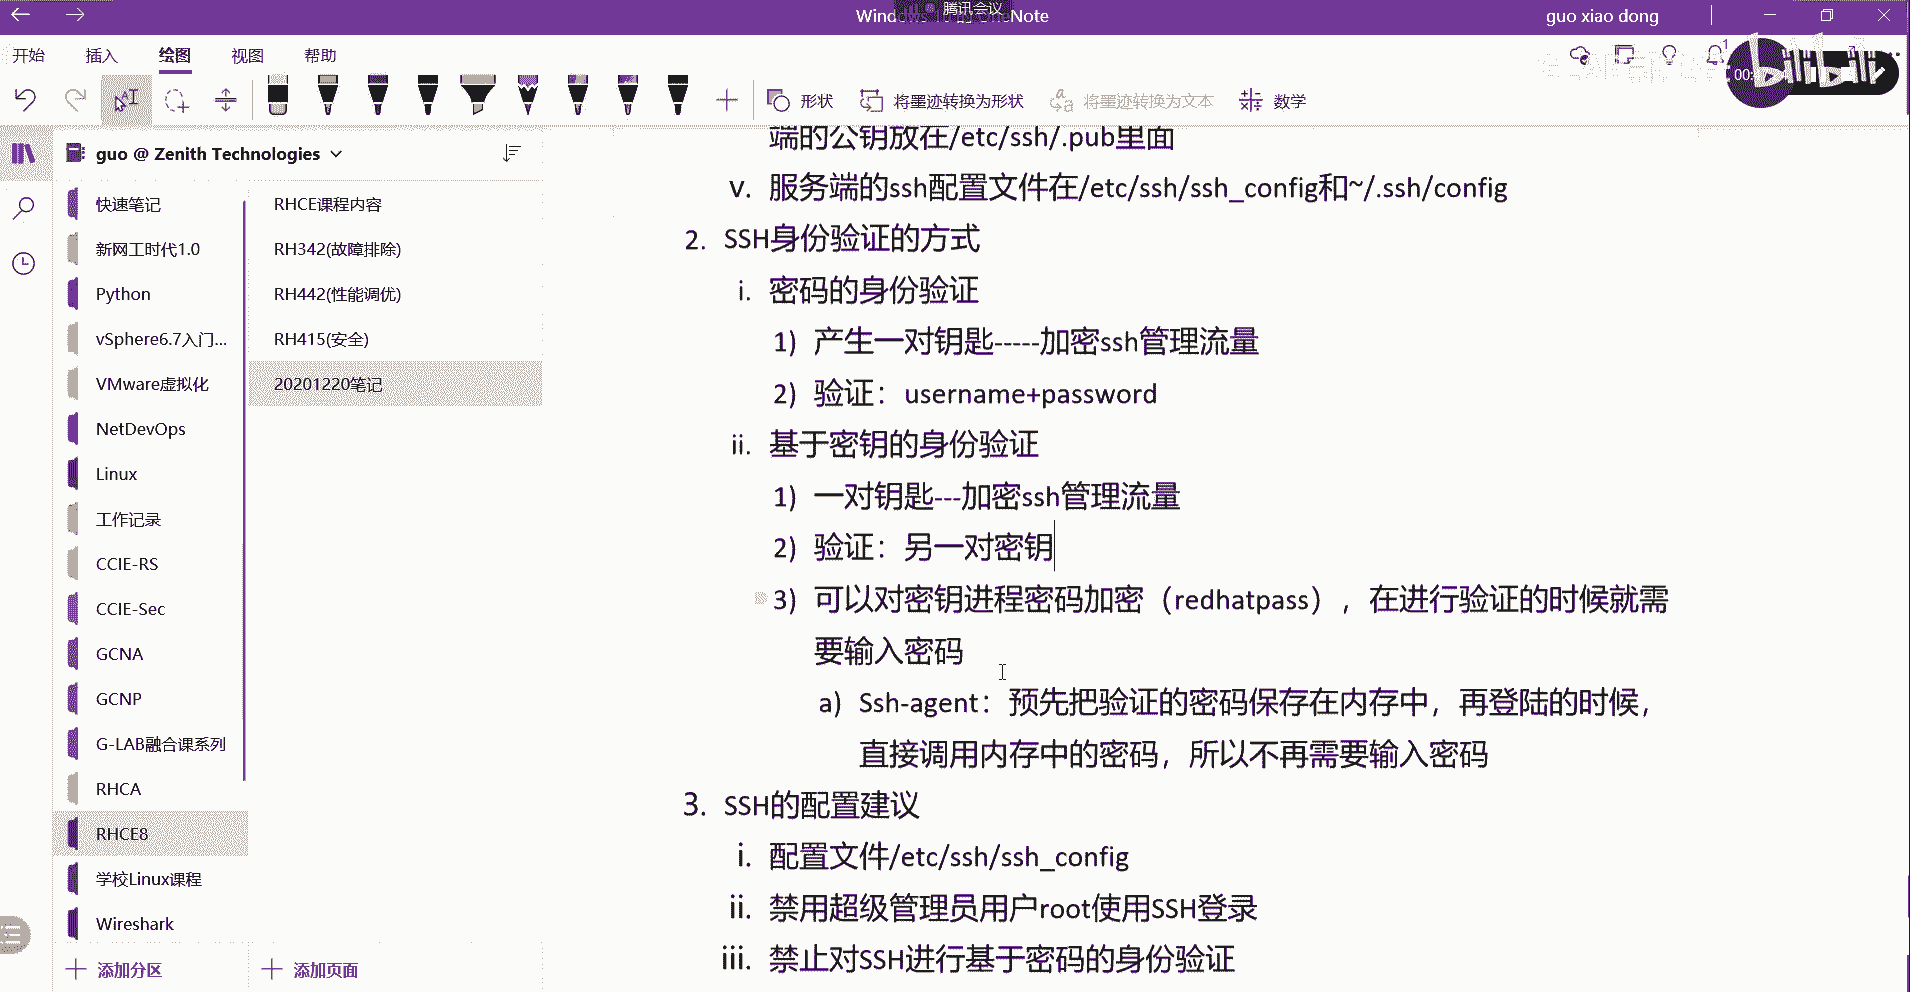 腾讯会议
guo xiao dong
开始 插入 绘图 视图 帮助
形状 将墨迹转换为形状 将墨迹转换为文本 数学
bilibili
guo @ Zenith Technologies
快速笔记
新网工时代1.0
Python
vSphere6.7入门...
VMware虚拟化
NetDevOps
Linux
工作记录
CCIE-RS
CCIE-Sec
GCNA
GCNP
G-LAB融合课系列
RHCA
RHCE8
学校Linux课程
Wireshark
添加分区
RHCE课程内容
RH342(故障排除)
RH442(性能调优)
RH415(安全)
20201220笔记
添加页面
端的公钥放在/etc/ssh/.pub里面
v. 服务端的ssh配置文件在/etc/ssh/ssh_config和~/.ssh/config
2. SSH身份验证的方式
i. 密码的身份验证
1) 产生一对钥匙-----加密ssh管理流量
2) 验证：username+password
ii. 基于密钥的身份验证
1) 一对钥匙---加密ssh管理流量
2) 验证：另一对密钥
3) 可以对密钥进程密码加密（redhatpass），在进行验证的时候就需
要输入密码
a) Ssh-agent：预先把验证的密码保存在内存中，再登陆的时候，
直接调用内存中的密码，所以不再需要输入密码
3. SSH的配置建议
i. 配置文件/etc/ssh/ssh_config
ii. 禁用超级管理员用户root使用SSH登录
iii. 禁止对SSH进行基于密码的身份验证